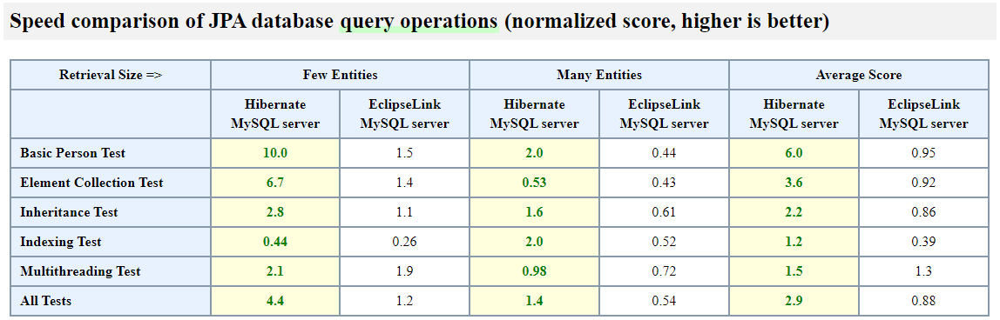 Speed comparison of JPA database query operations (normalized score, higher is better)
Retrieval Size => Few Entities Many Entities Average Score
Hibernate EclipseLink Hibernate EclipseLink Hibernate EclipseLink
MySQL server MySQL server MySQL server MySQL server MySQL server MySQL server
Basic Person Test 10.0 1.5 2.0 0.44 6.0 0.95
Element Collection Test 6.7 1.4 0.53 0.43 3.6 0.92
Inheritance Test 2.8 1.1 1.6 0.61 2.2 0.86
Indexing Test 0.44 0.26 2.0 0.52 1.2 0.39
Multithreading Test 2.1 1.9 0.98 0.72 1.5 1.3
All Tests 4.4 1.2 1.4 0.54 2.9 0.88